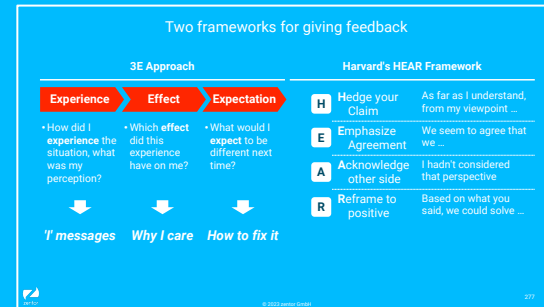 Two frameworks for giving feedback
3E Approach
Experience
Effect
Expectation
• How did I
experience the
situation, what
was my
perception?
• Which effect
did this
experience
have on me?
• What would I
expect to be
different next
time?
'I' messages
Why I care
How to fix it
Harvard's HEAR Framework
H
Hedge your
Claim
As far as I understand,
from my viewpoint ...
E
Emphasize
Agreement
We seem to agree that
we ...
A
Acknowledge
other side
I hadn't considered
that perspective
R
Reframe to
positive
Based on what you
said, we could solve ...
© 2023 zentor GmbH
277